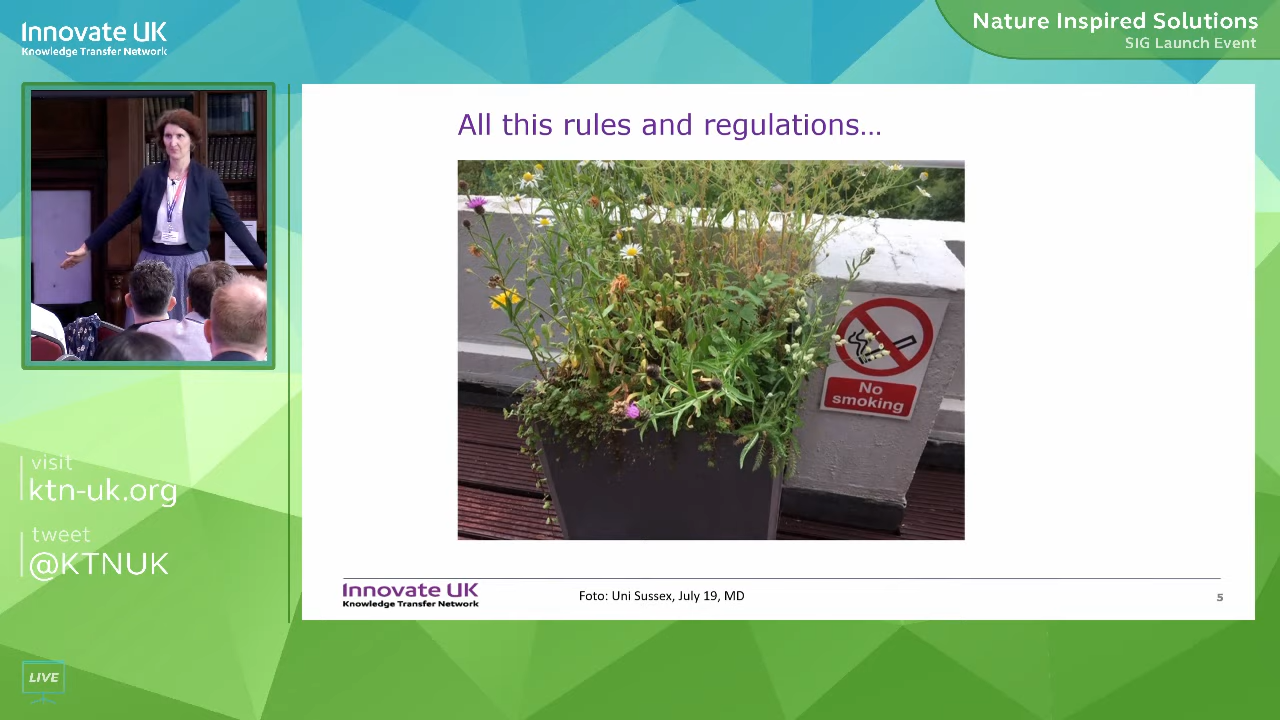 Innovate UK
Knowledge Transfer Network
Nature Inspired Solutions
SIG Launch Event
All this rules and regulations...
No
smoking
visit
ktn-uk.org
tweet
@KTNUK
Innovate UK
Knowledge Transfer Network
Foto: Uni Sussex, July 19, MD
5
LIVE